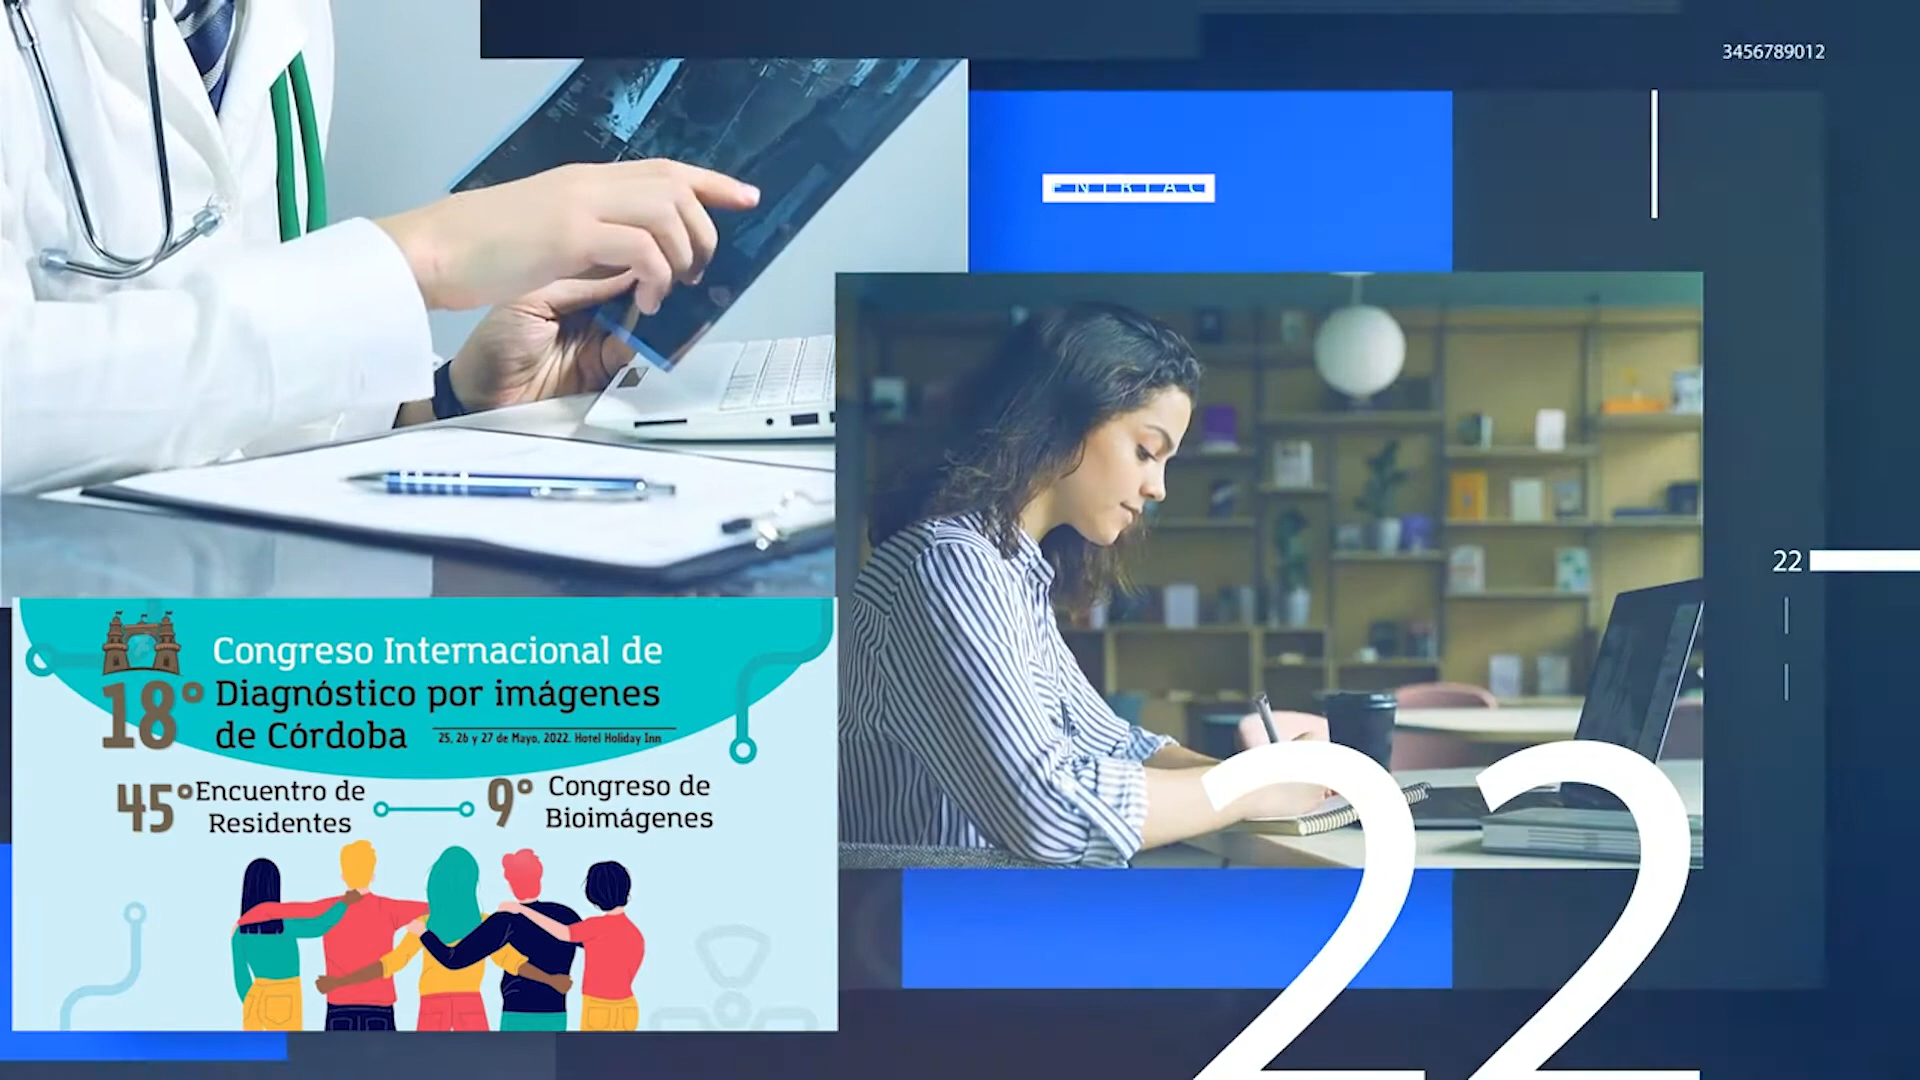 3456789012
22
Congreso Internacional de
18° Diagnóstico por imágenes
de Córdoba
25, 26 y 27 de Mayo, 2022. Hotel Holiday Inn
45° Encuentro de
Residentes
9° Congreso de
Bioimágenes
22